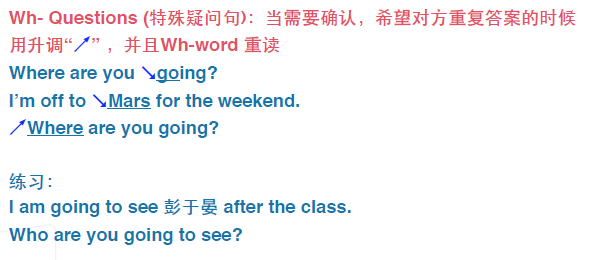 Wh- Questions (特殊疑问句)：当需要确认，希望对方重复答案的时候
用升调“↗”，并且Wh-word 重读
Where are you ↘going?
I’m off to ↘Mars for the weekend.
↗Where are you going?
练习：
I am going to see 彭于晏 after the class.
Who are you going to see?